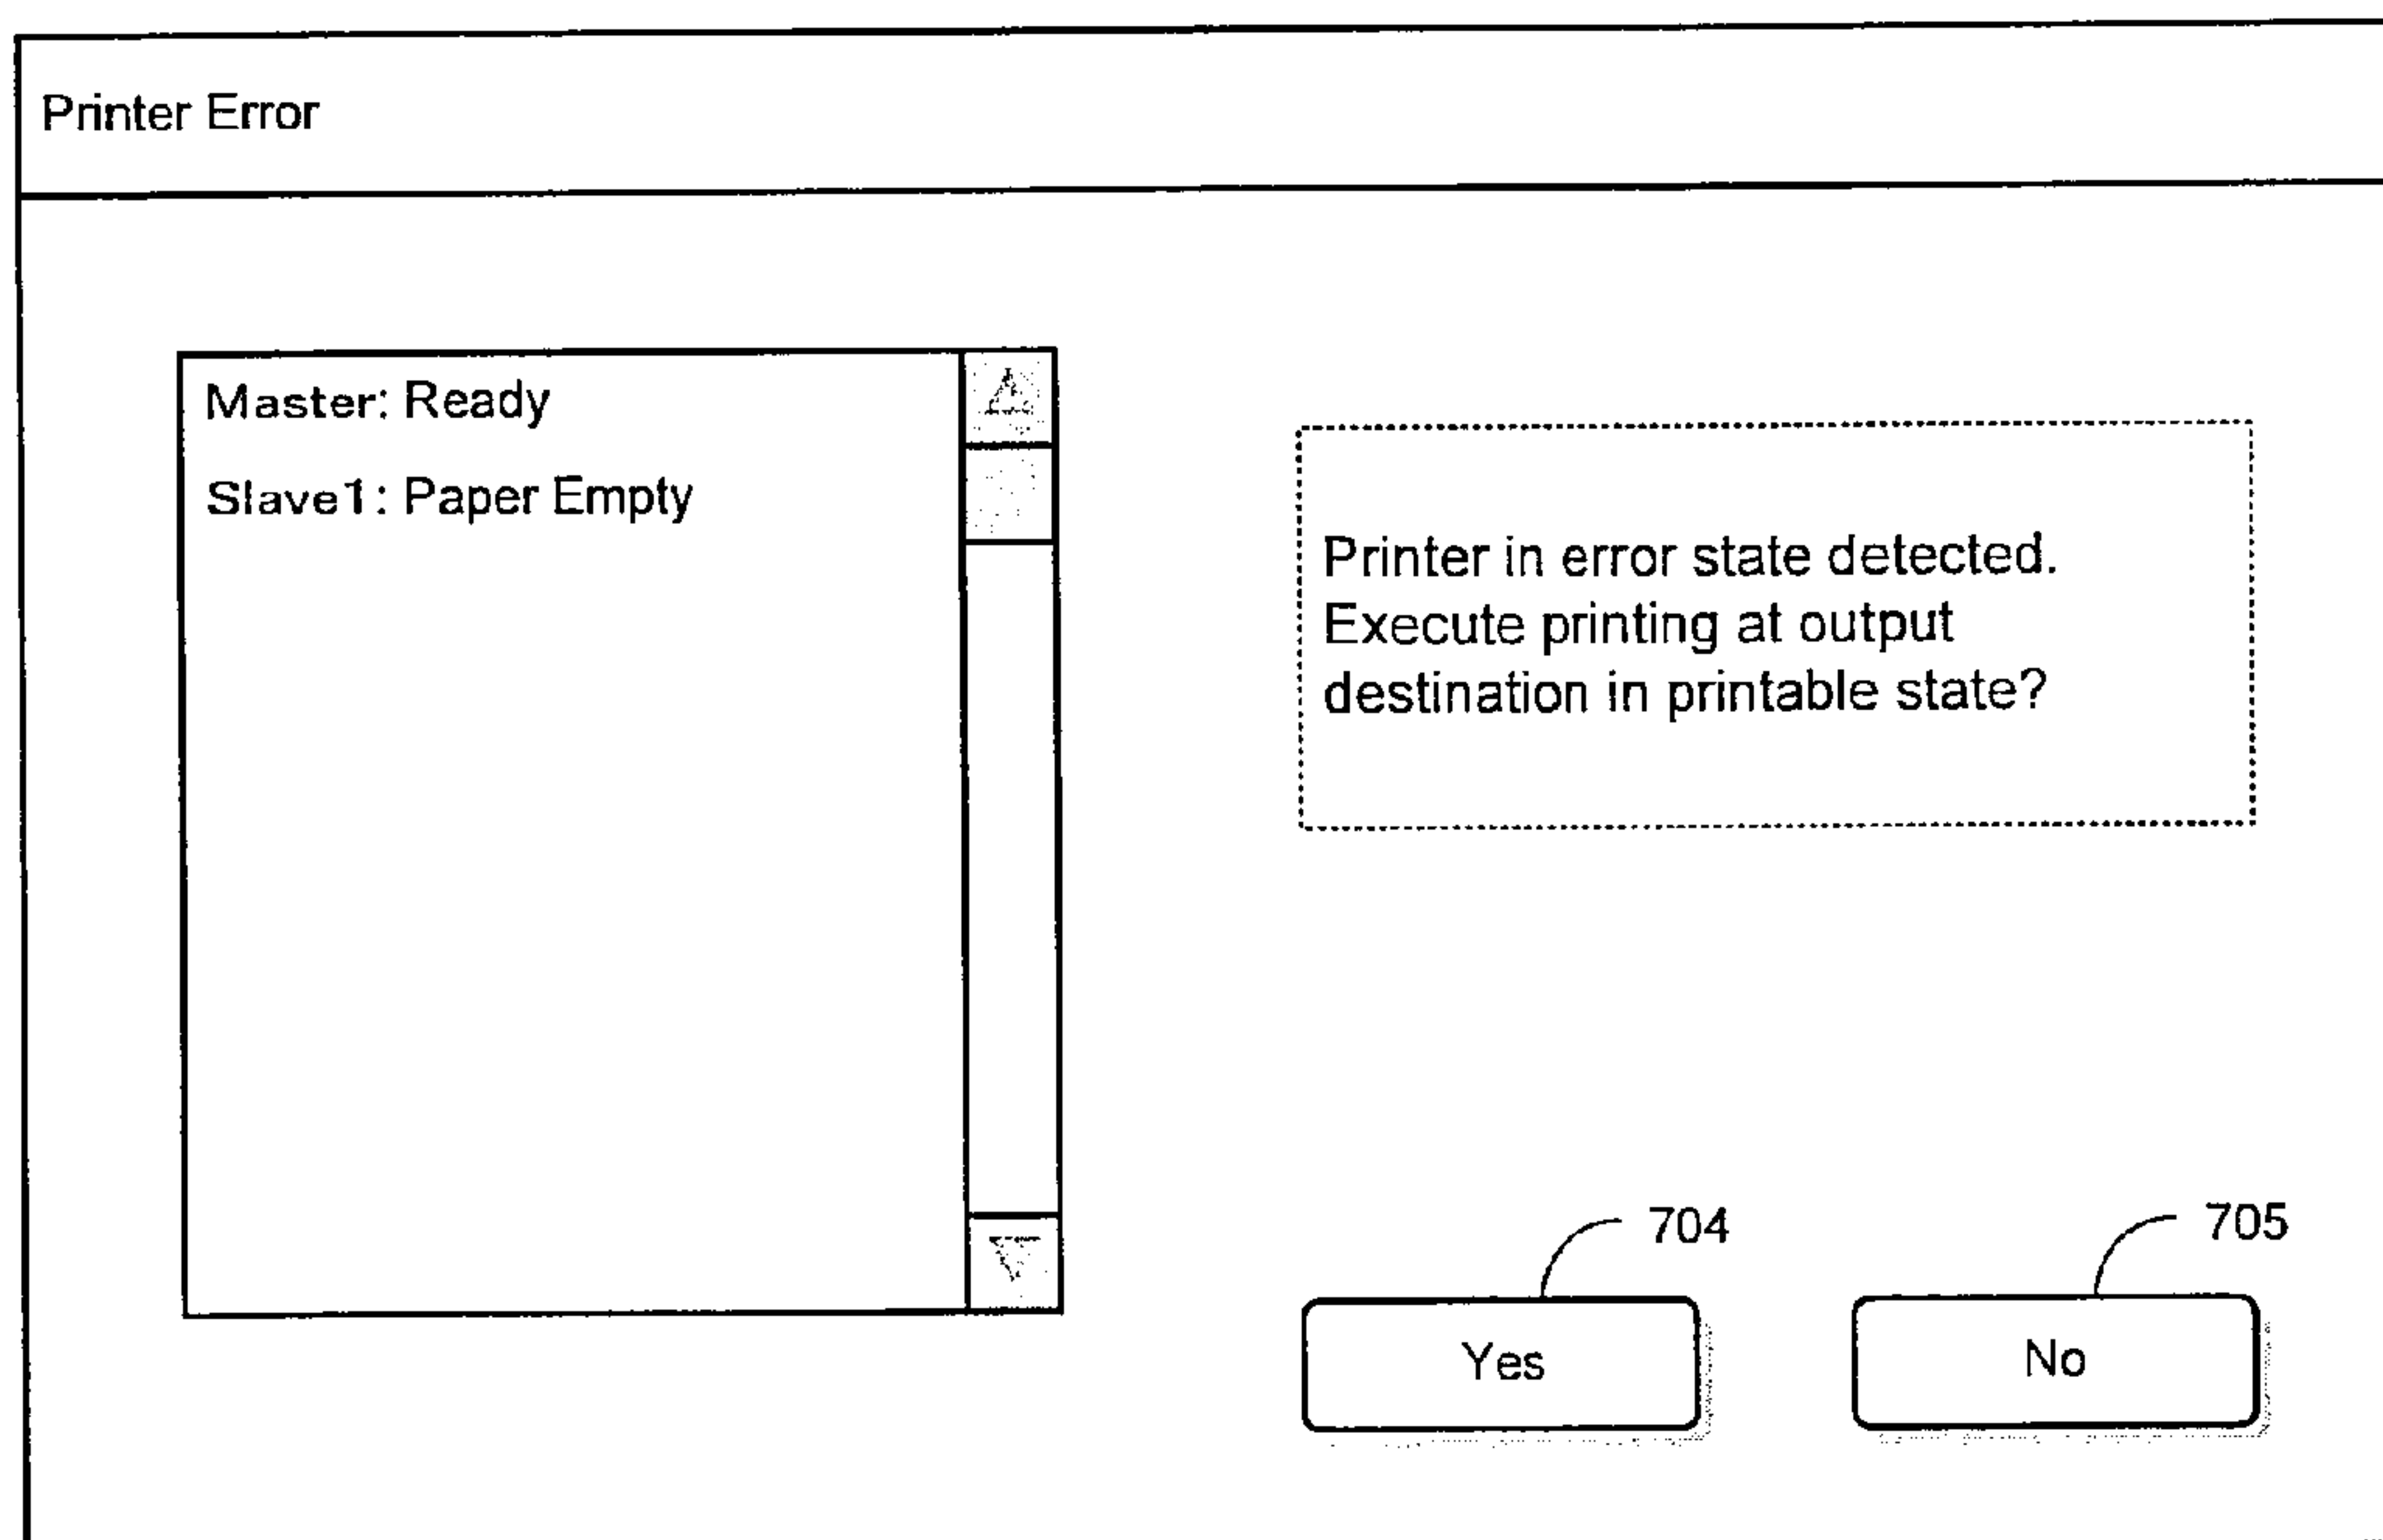 Printer Error
Master: Ready
Slave1: Paper Empty
Printer in error state detected.
Execute printing at output
destination in printable state?
704
705
Yes
No